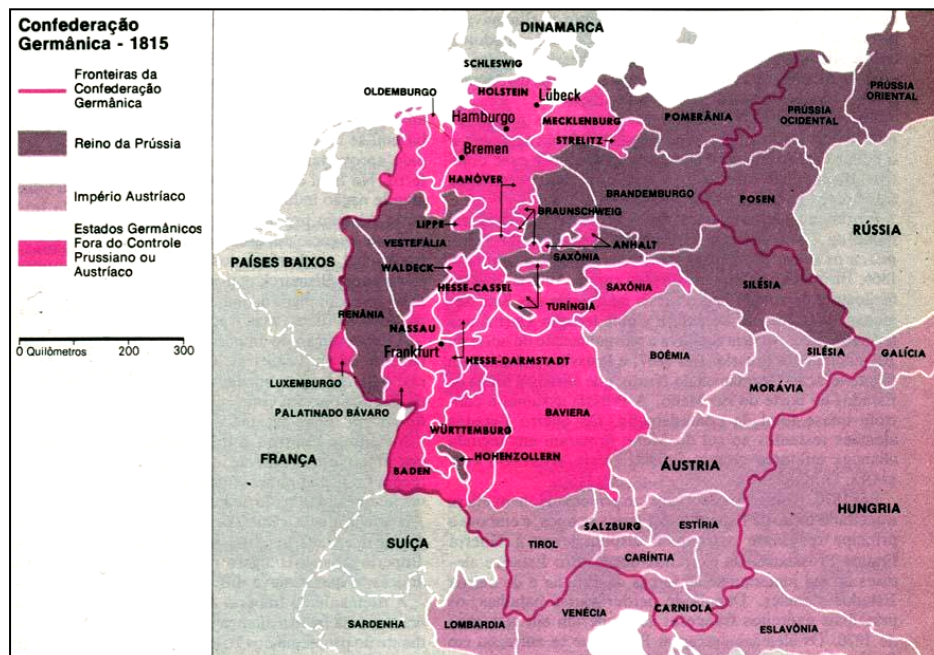 Confederação
Germânica - 1815
Fronteiras da
Confederação
Germânica
Reino da Prússia
Império Austríaco
Estados Germânicos
Fora do Controle
Prussiano ou
Austríaco
0 Quilômetros
0 200 300
DINAMARCA
SCHLESWIG
HOLSTEIN
Lübeck
OLDEMBURGO
Hamburgo
MECKLENBURG
STRELITZ
POMERÂNIA
PRÚSSIA
OCIDENTAL
PRÚSSIA
ORIENTAL
Bremen
HANÓVER
BRANDEMBURGO
POSEN
RÚSSIA
LIPPE
BRAUNSCHWEIG
VESTEFÁLIA
ANHALT
SAXÔNIA
PAÍSES BAIXOS
WALDECK
HESSE-CASSEL
SAXÔNIA
SILÉSIA
TURÍNGIA
RENÂNIA
NASSAU
Frankfurt
HESSE-DARMSTADT
BOÊMIA
SILÉSIA
GALÍCIA
MORÁVIA
LUXEMBURGO
PALATINADO BÁVARO
BAVIERA
WÜRTTEMBURG
FRANÇA
HOHENZOLLERN
BADEN
ÁUSTRIA
HUNGRIA
SALZBURG
ESTÍRIA
SUÍÇA
TIROL
CARÍNTIA
CARNIOLA
VENÉCIA
SARDENHA
LOMBARDIA
ESLAVÔNIA